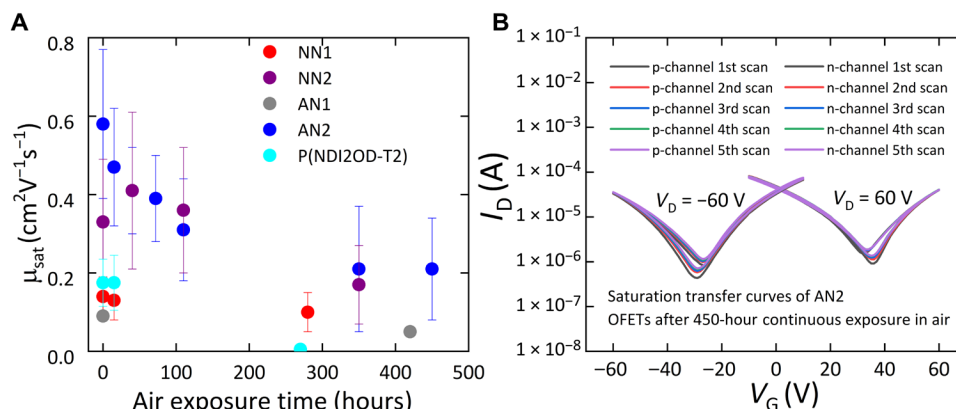 A
μsat (cm²V⁻¹s⁻¹)
0.8
0.6
0.4
0.2
0.0
NN1
NN2
AN1
AN2
P(NDI2OD-T2)
0
100
200
300
400
500
Air exposure time (hours)
B
I_D (A)
1 × 10⁻¹
1 × 10⁻²
1 × 10⁻³
1 × 10⁻⁴
1 × 10⁻⁵
1 × 10⁻⁶
1 × 10⁻⁷
1 × 10⁻⁸
p-channel 1st scan
p-channel 2nd scan
p-channel 3rd scan
p-channel 4th scan
p-channel 5th scan
n-channel 1st scan
n-channel 2nd scan
n-channel 3rd scan
n-channel 4th scan
n-channel 5th scan
V_D = −60 V
V_D = 60 V
Saturation transfer curves of AN2
OFETs after 450-hour continuous exposure in air
−60
−40
−20
0
20
40
60
V_G (V)